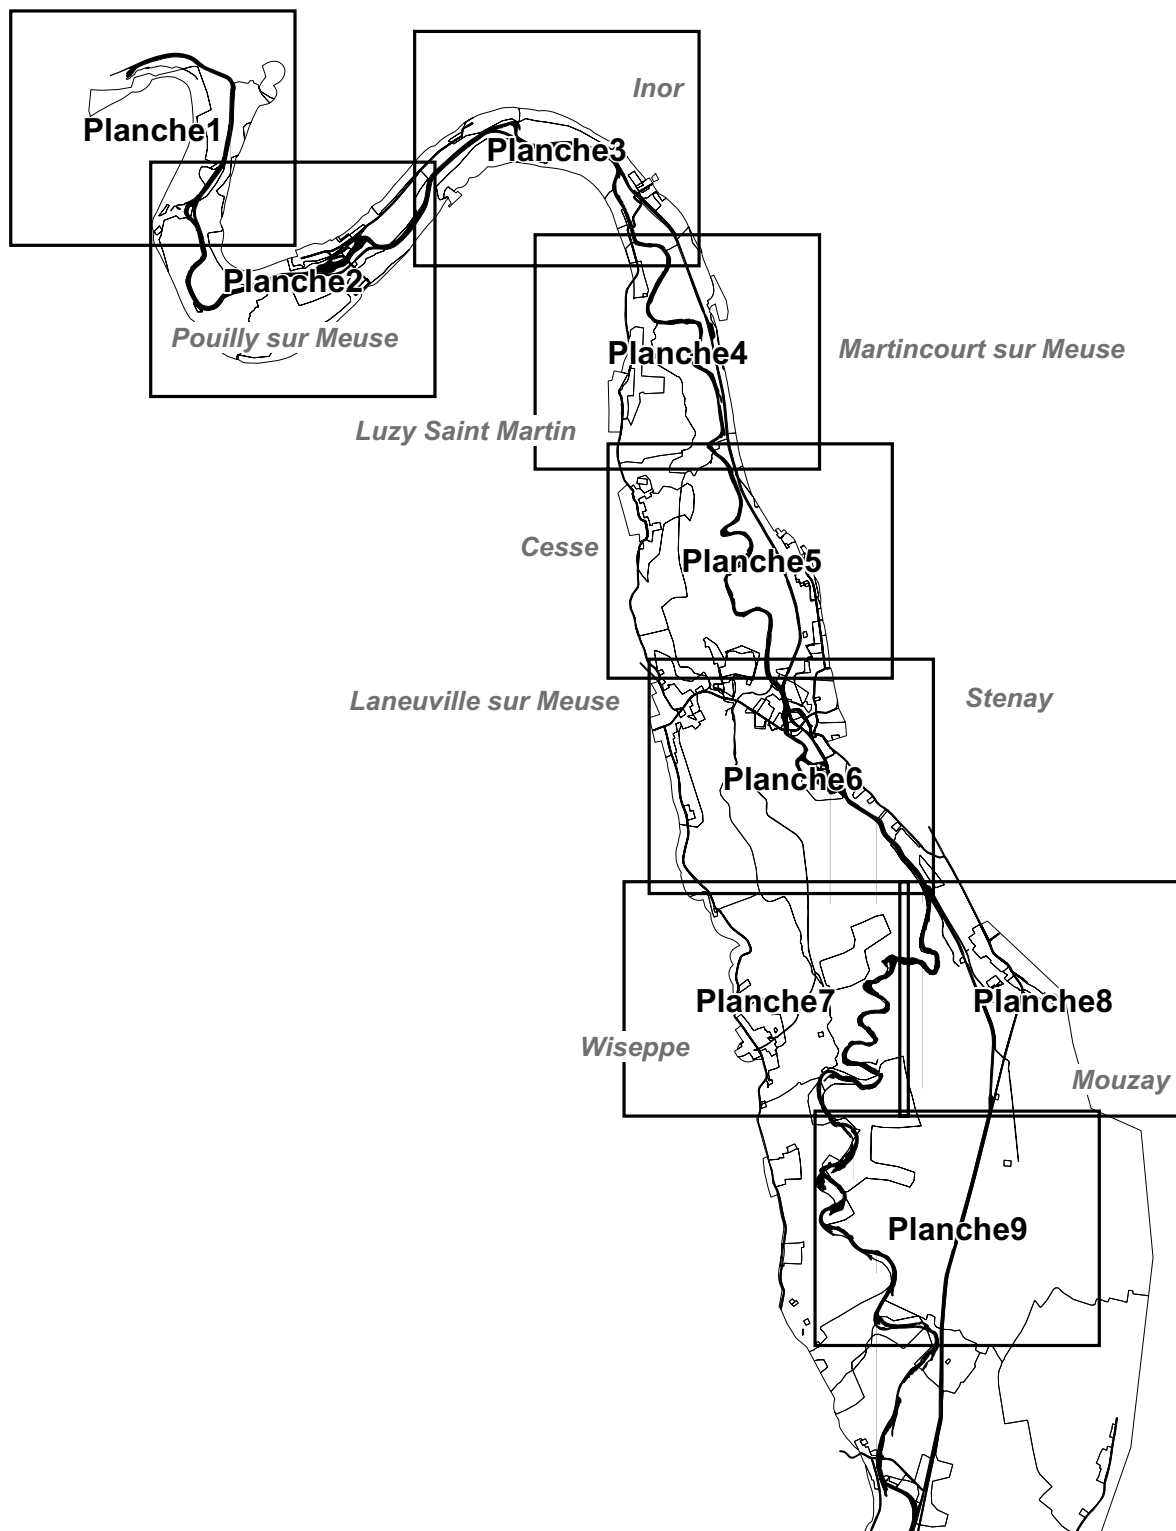 Inor
Planche1
Planche3
Planche2
Pouilly sur Meuse
Planche4
Martincourt sur Meuse
Luzy Saint Martin
Cesse
Planche5
Laneuville sur Meuse
Stenay
Planche6
Planche7
Planche8
Wiseppe
Mouzay
Planche9